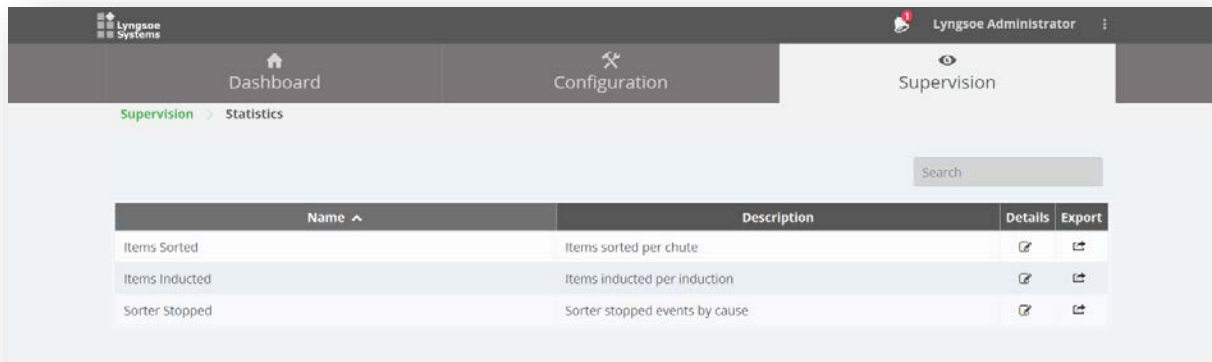 Lyngsoe
Systems
1
Lyngsoe Administrator
Dashboard
Configuration
Supervision
Supervision > Statistics
Search
Name Description Details Export
Items Sorted Items sorted per chute
Items Inducted Items inducted per induction
Sorter Stopped Sorter stopped events by cause